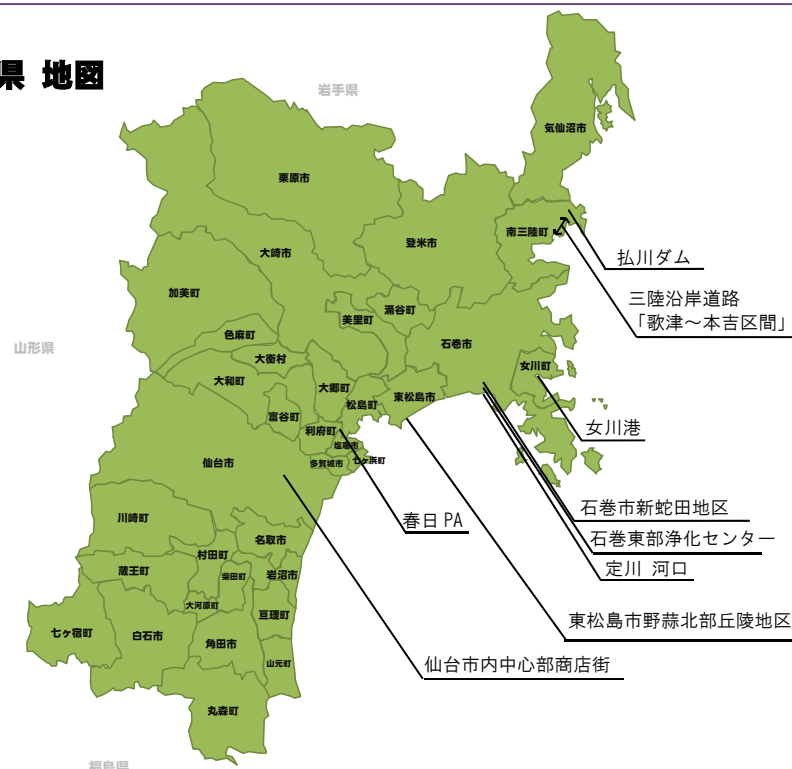 県 地図
岩手県
気仙沼市
栗原市
南三陸町
登米市
大崎市
払川ダム
加美町
三陸沿岸道路
「歌津～本吉区間」
涌谷町
美里町
色麻町
石巻市
山形県
大衡村
女川町
大和町
大郷町
東松島市
松島町
富谷町
利府町
女川港
塩竈市
七ヶ浜町
多賀城市
仙台市
石巻市新蛇田地区
春日 PA
川崎町
石巻東部浄化センター
名取市
村田町
定川 河口
蔵王町
柴田町
岩沼市
大河原町
亘理町
東松島市野蒜北部丘陵地区
七ヶ宿町
白石市
角田市
山元町
仙台市内中心部商店街
丸森町
福島県